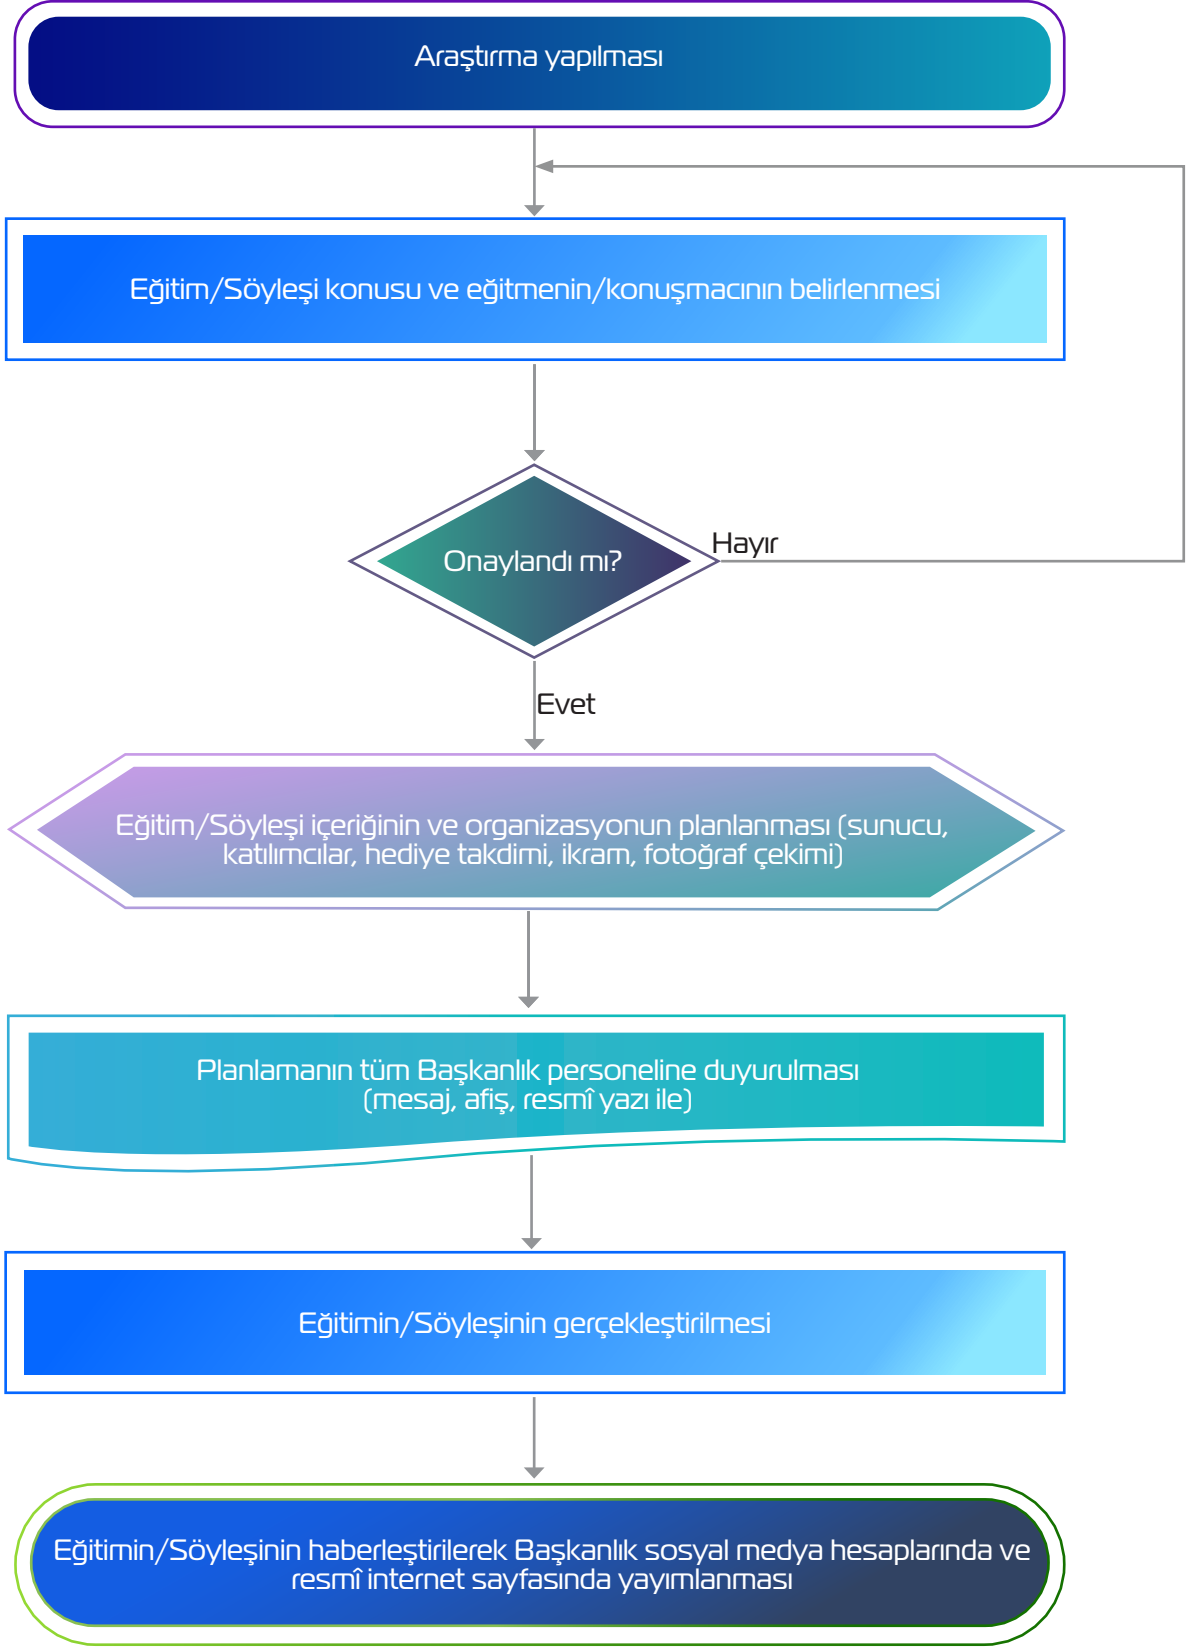 Araştırma yapılması
Eğitim/Söyleşi konusu ve eğitmenin/konuşmacının belirlenmesi
Onaylandı mı?
Hayır
Evet
Eğitim/Söyleşi içeriğinin ve organizasyonun planlanması (sunucu,
katılımcılar, hediye takdimi, ikram, fotoğraf çekimi)
Planlamanın tüm Başkanlık personeline duyurulması
(mesaj, afiş, resmî yazı ile)
Eğitimin/Söyleşinin gerçekleştirilmesi
Eğitimin/Söyleşinin haberleştirilerek Başkanlık sosyal medya hesaplarında ve
resmî internet sayfasında yayımlanması